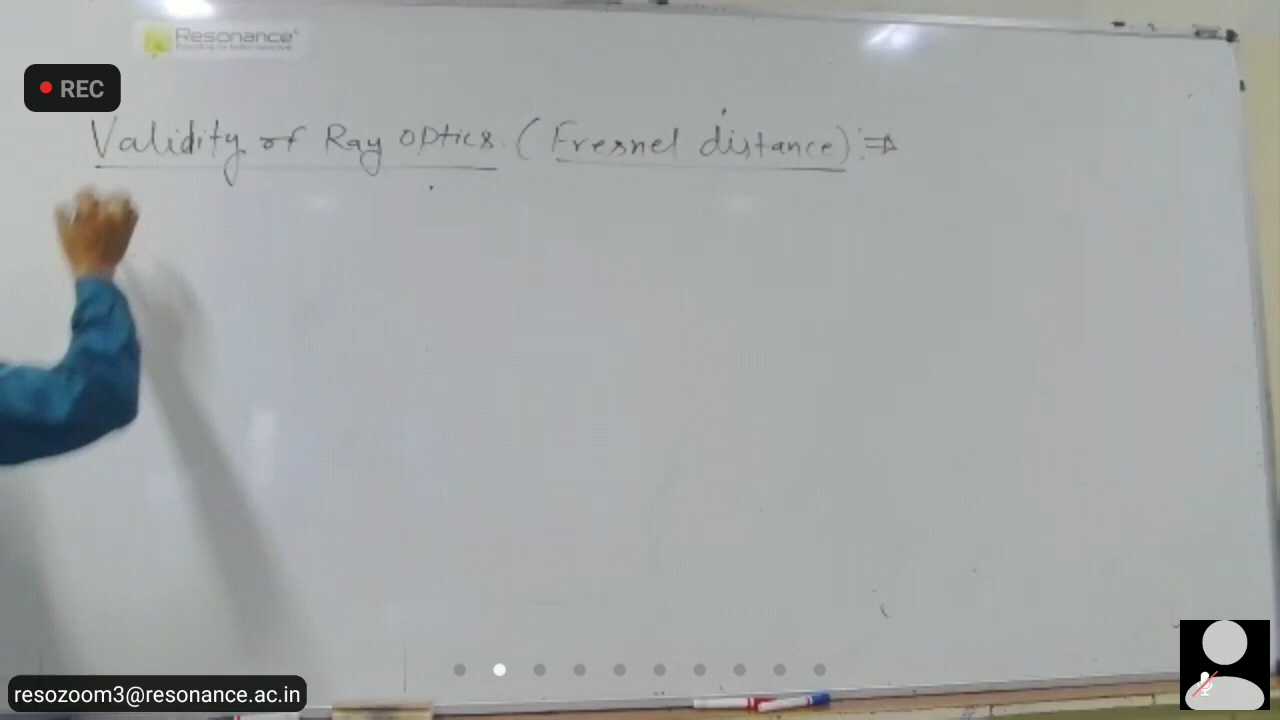 Resonance
REC
Validity of Ray optics (Fresnel distance) :⇒
resozoom3@resonance.ac.in